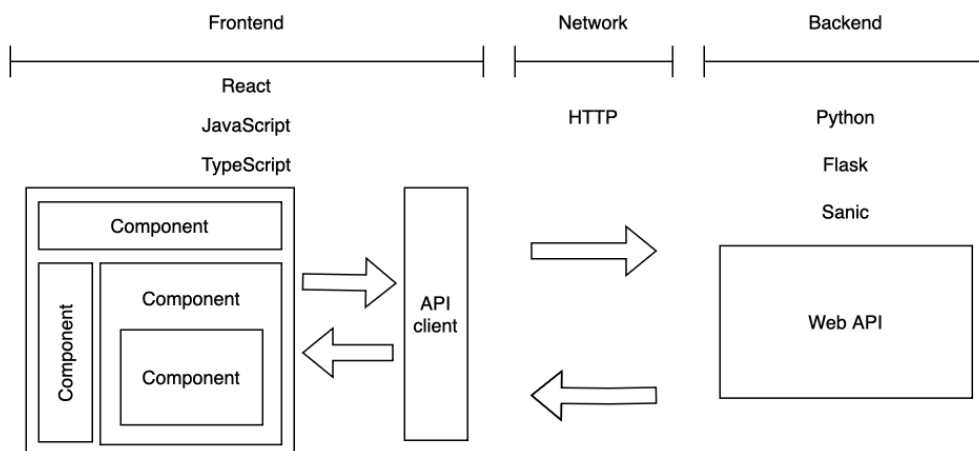 Frontend
Network
Backend
React
JavaScript
TypeScript
HTTP
Python
Flask
Sanic
Component
Component
Component
Component
API
client
Web API